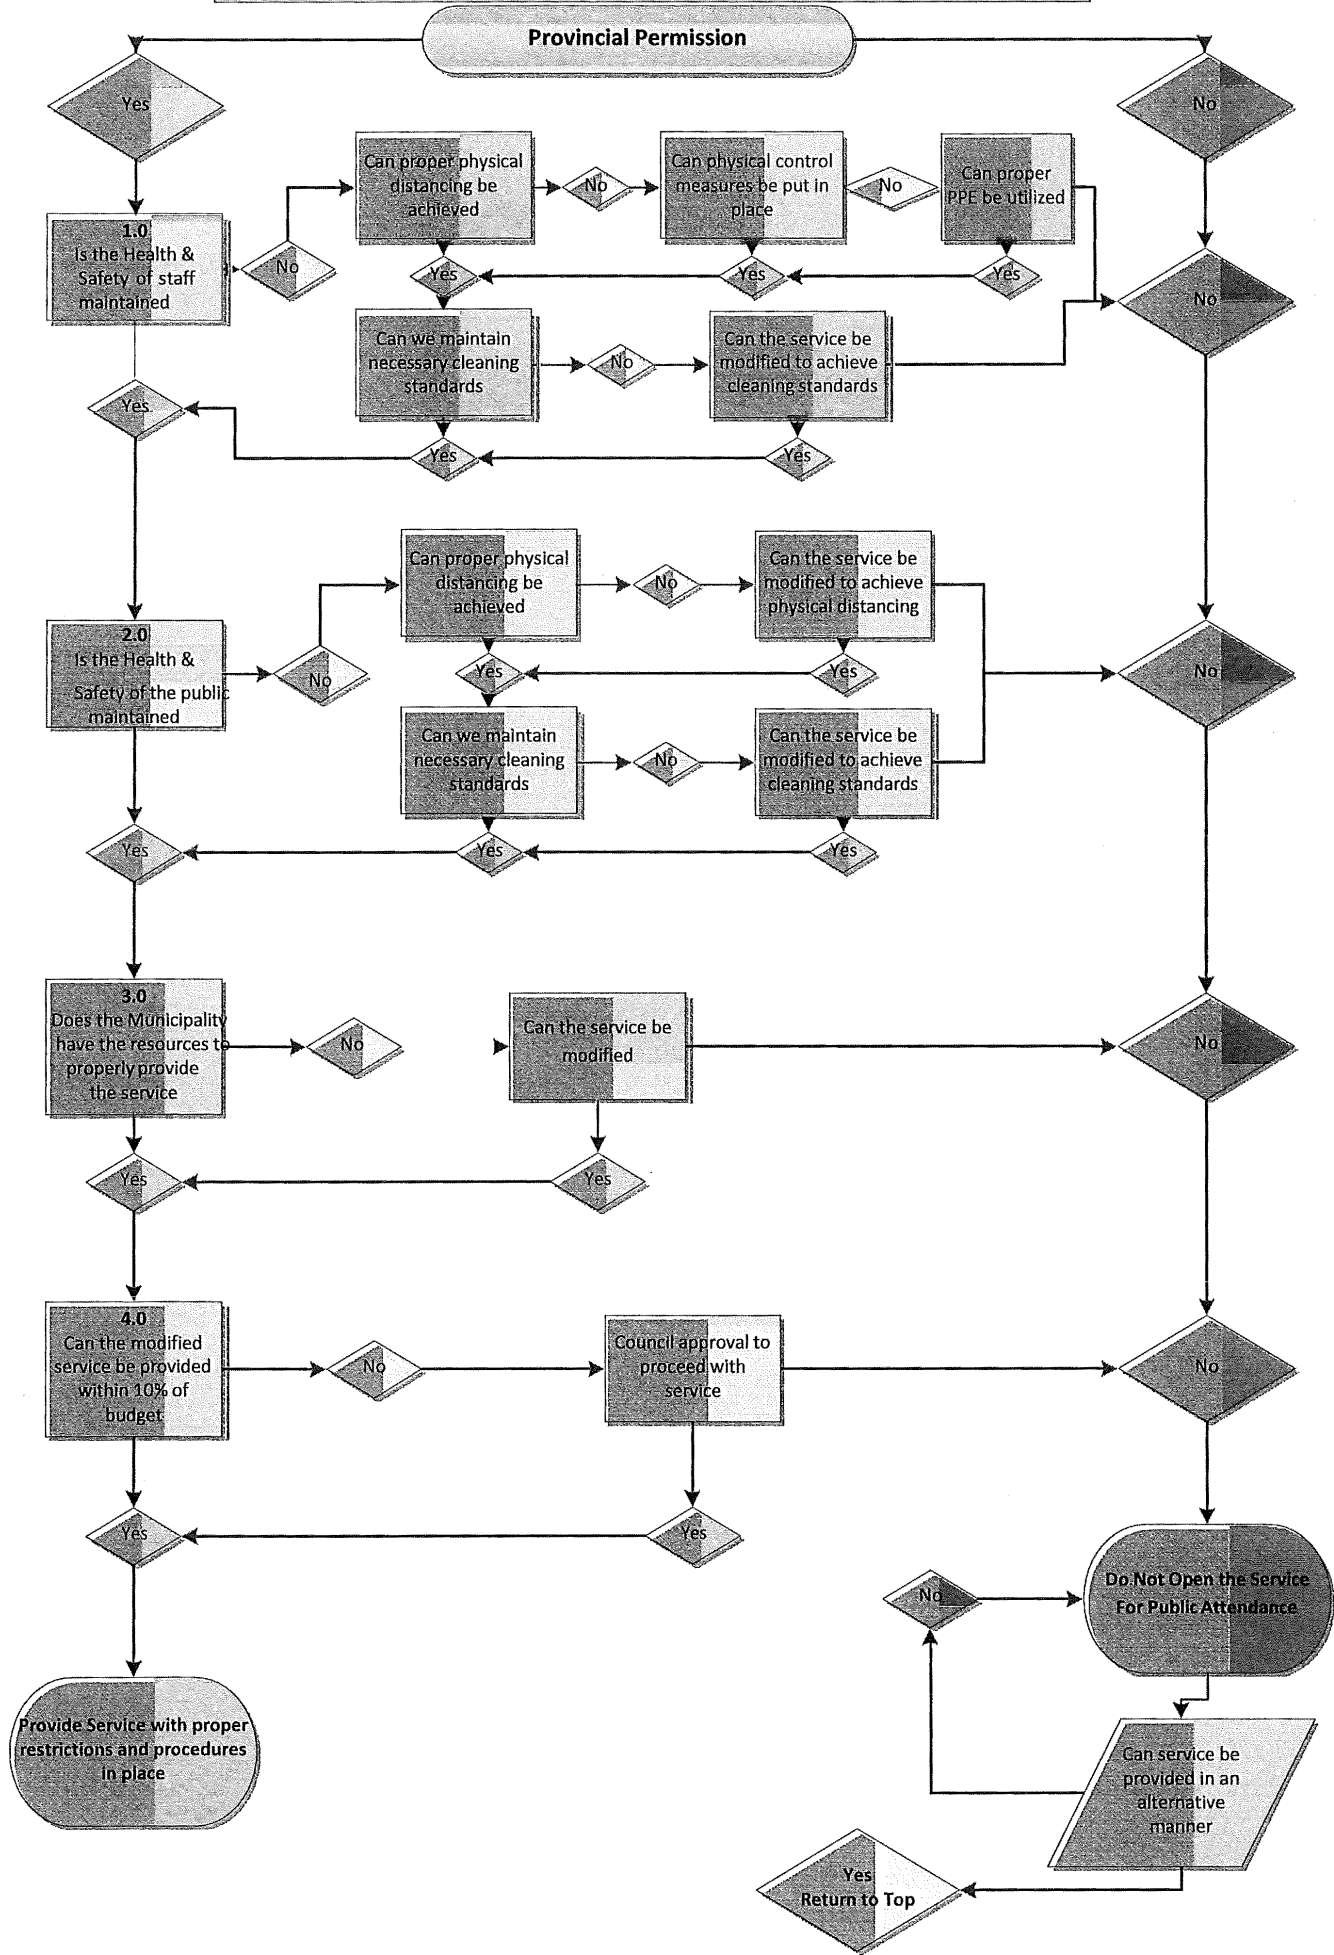 Provincial Permission
Yes
No
Can proper physical
distancing be
achieved
No
Can physical control
measures be put in
place
No
Can proper
PPE be utilized
1.0
Is the Health &
Safety of staff
maintained
No
Yes
Yes
Yes
No
Can we maintain
necessary cleaning
standards
No
Can the service be
modified to achieve
cleaning standards
Yes
Yes
Yes
Can proper physical
distancing be
achieved
No
Can the service be
modified to achieve
physical distancing
2.0
Is the Health &
Safety of the public
maintained
No
Yes
Yes
No
Can we maintain
necessary cleaning
standards
No
Can the service be
modified to achieve
cleaning standards
Yes
Yes
Yes
3.0
Does the Municipality
have the resources to
properly provide
the service
No
Can the service be
modified
No
Yes
Yes
4.0
Can the modified
service be provided
within 10% of
budget
No
Council approval to
proceed with
service
No
Yes
Yes
No
Do Not Open the Service
For Public Attendance
Provide Service with proper
restrictions and procedures
in place
Can service be
provided in an
alternative
manner
Yes
Return to Top